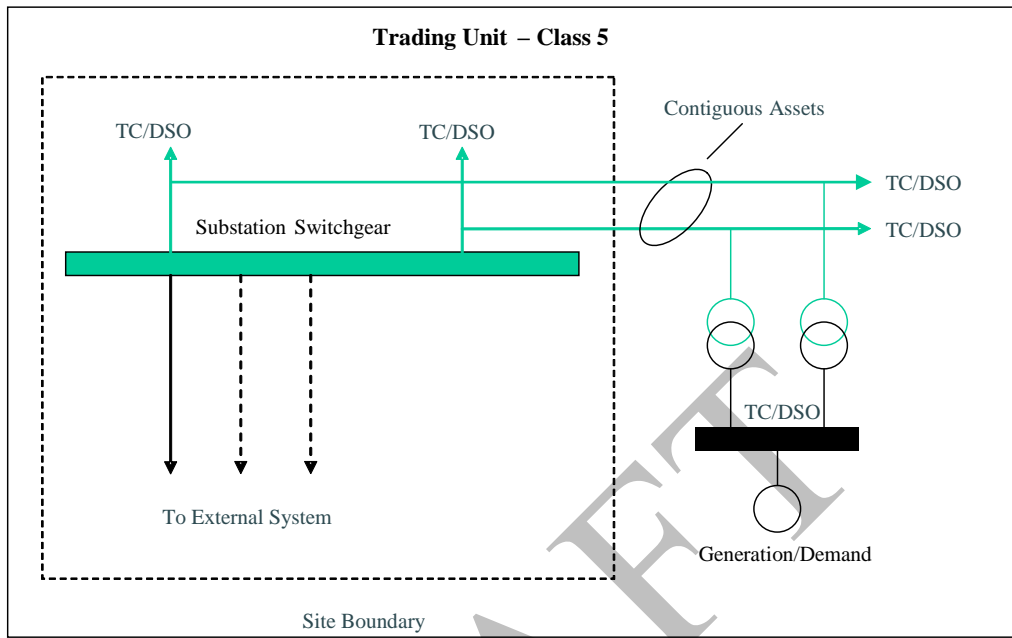 Trading Unit – Class 5
Contiguous Assets
TC/DSO
TC/DSO
TC/DSO
Substation Switchgear
TC/DSO
TC/DSO
To External System
Generation/Demand
Site Boundary